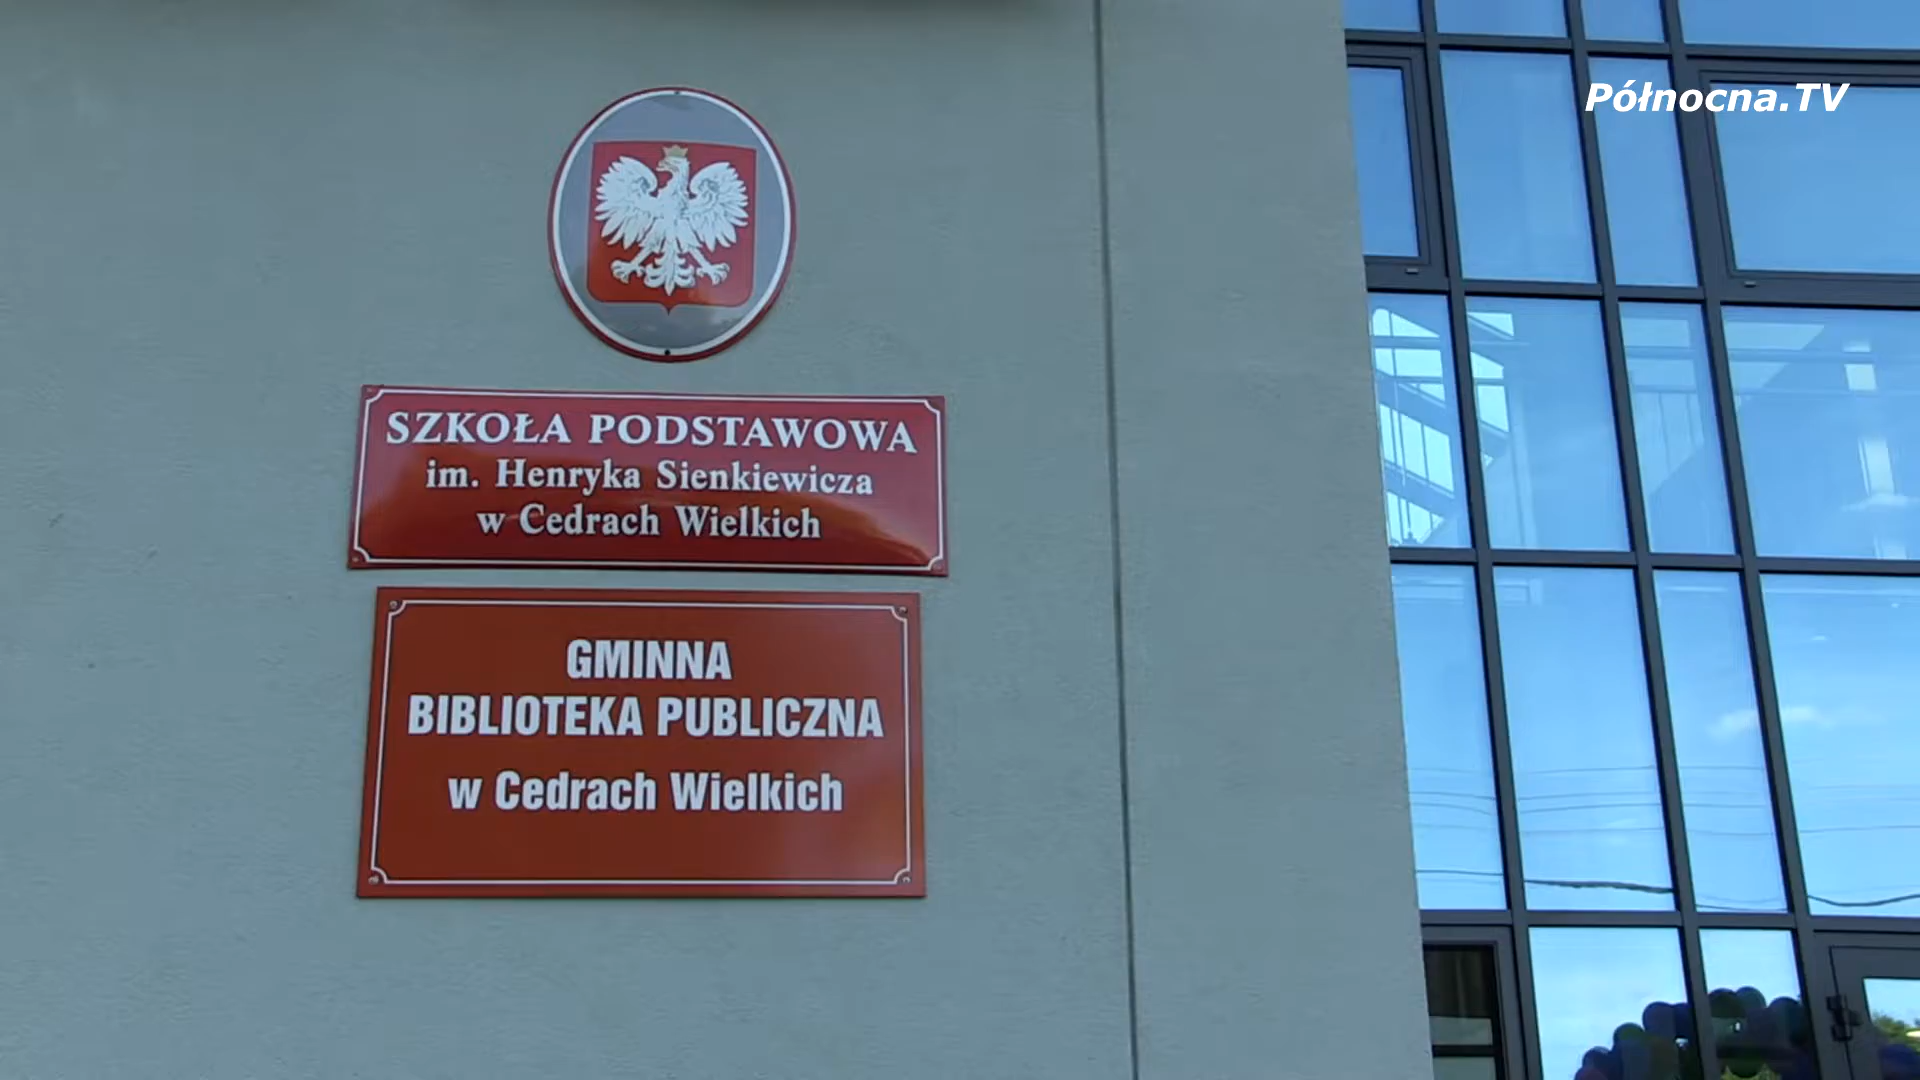 Północna.TV
SZKOŁA PODSTAWOWA
im. Henryka Sienkiewicza
w Cedrach Wielkich
GMINNA
BIBLIOTEKA PUBLICZNA
w Cedrach Wielkich